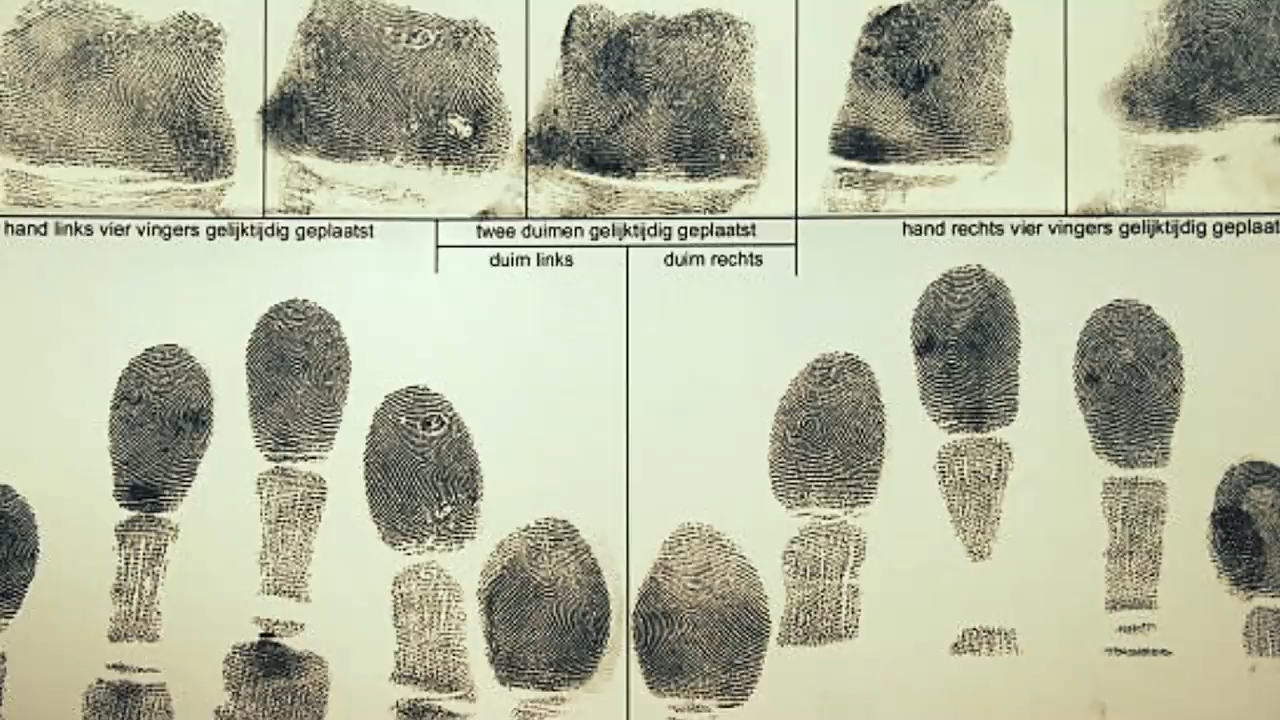 hand links vier vingers gelijktijdig geplaatst
twee duimen gelijktijdig geplaatst
hand rechts vier vingers gelijktijdig geplaat
duim links
duim rechts